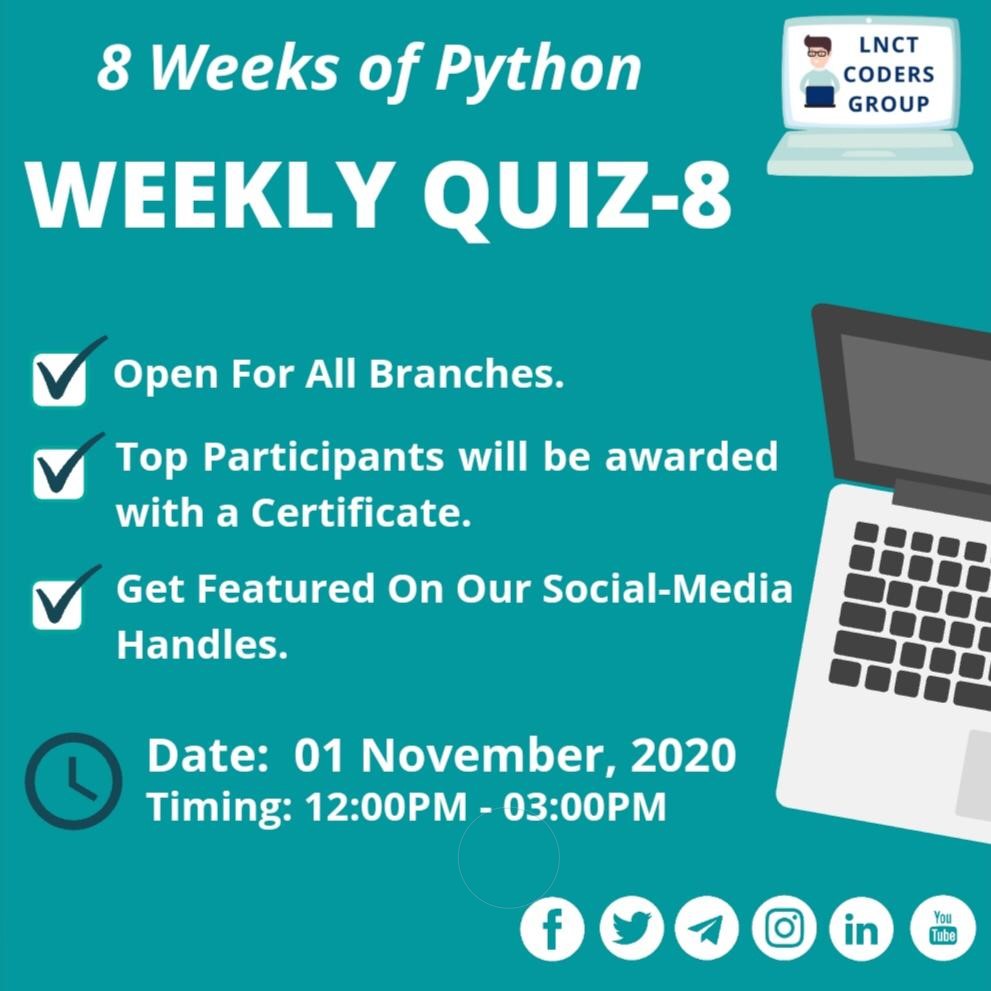 8 Weeks of Python
LNCT
CODERS
GROUP
WEEKLY QUIZ-8
Open For All Branches.
Top Participants will be awarded
with a Certificate.
Get Featured On Our Social-Media
Handles.
Date: 01 November, 2020
Timing: 12:00PM - 03:00PM
You
Tube